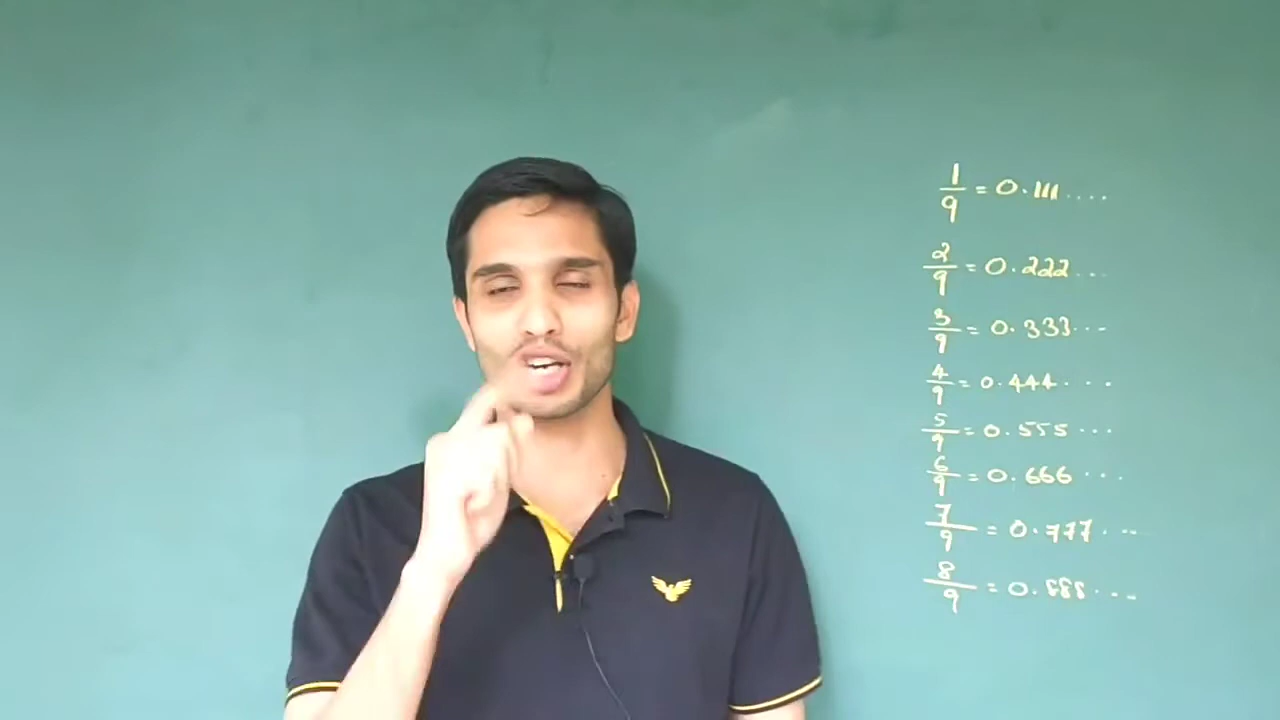 1/9 = 0.111....
2/9 = 0.222...
3/9 = 0.333...
4/9 = 0.444....
5/9 = 0.555...
6/9 = 0.666...
7/9 = 0.777...
8/9 = 0.888...